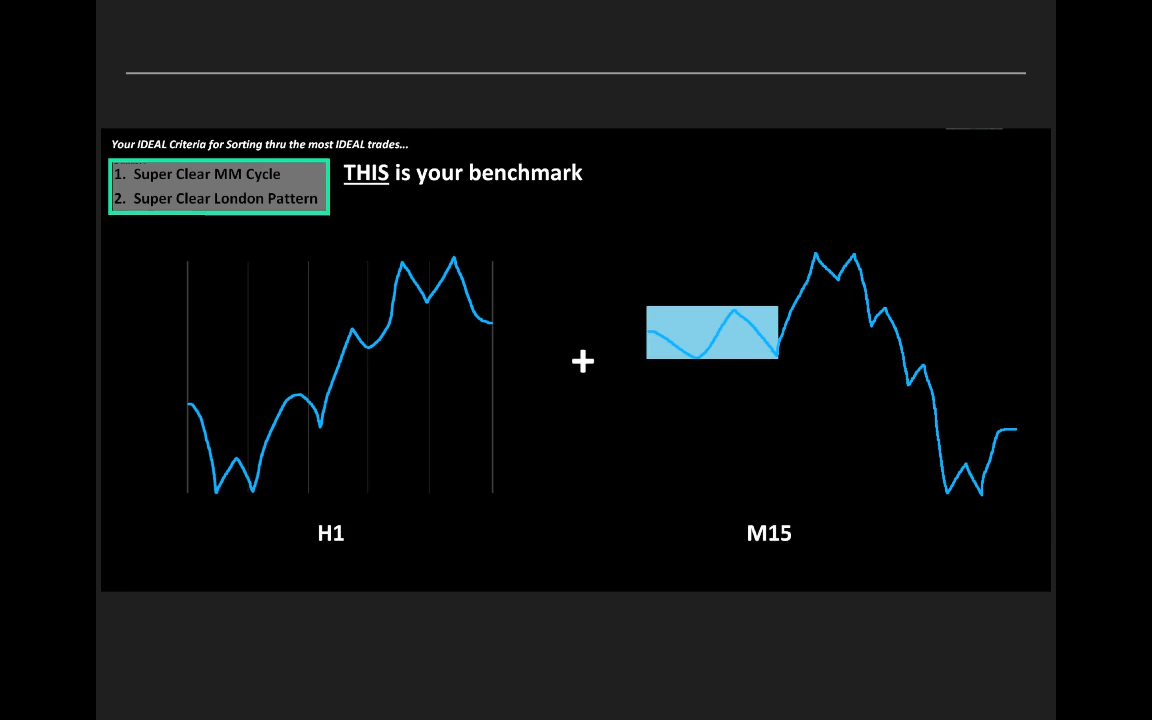 Your IDEAL Criteria for Sorting thru the most IDEAL trades...
1. Super Clear MM Cycle
2. Super Clear London Pattern
THIS is your benchmark
+
H1
M15